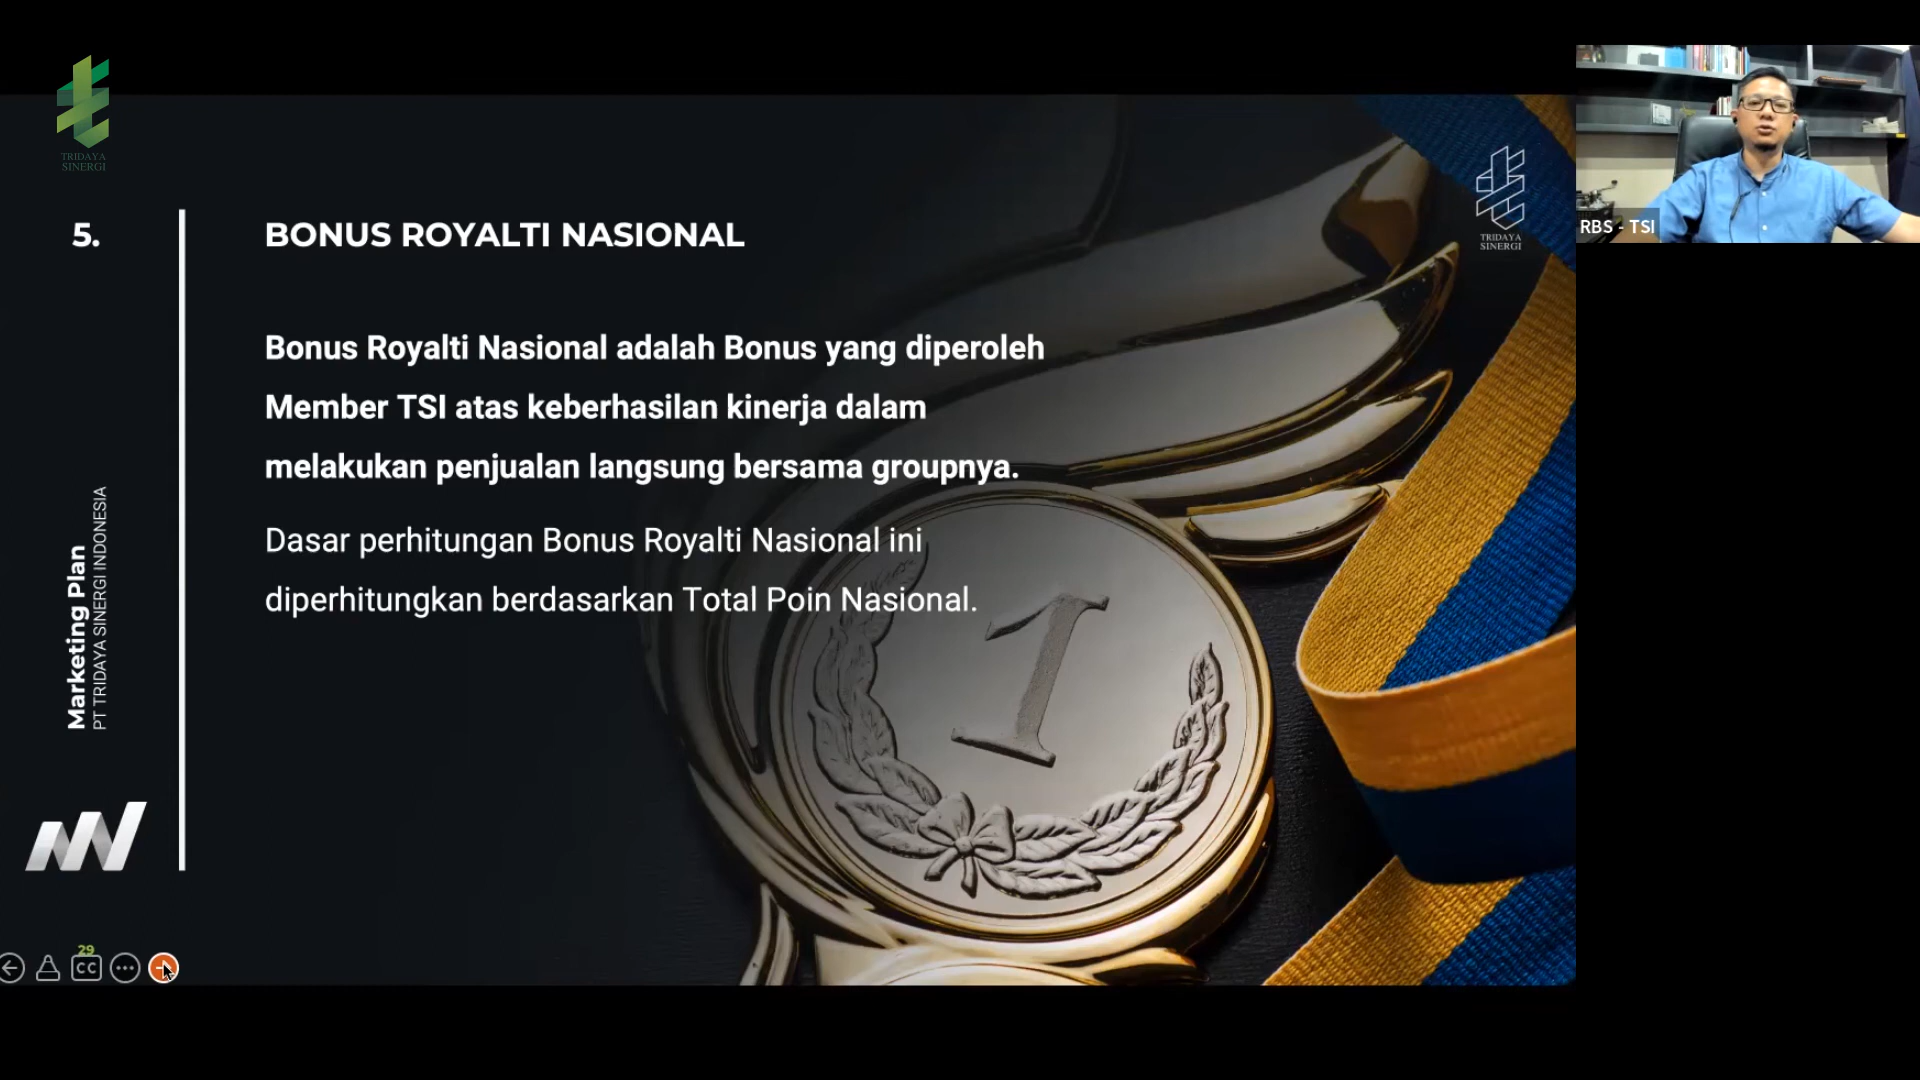 TRIDAYA
SINERGI
5.
BONUS ROYALTI NASIONAL
Bonus Royalti Nasional adalah Bonus yang diperoleh
Member TSI atas keberhasilan kinerja dalam
melakukan penjualan langsung bersama groupnya.
Dasar perhitungan Bonus Royalti Nasional ini
diperhitungkan berdasarkan Total Poin Nasional.
1
TRIDAYA
SINERGI
RBS - TSI
Marketing Plan
PT TRIDAYA SINERGI INDONESIA
29
CC